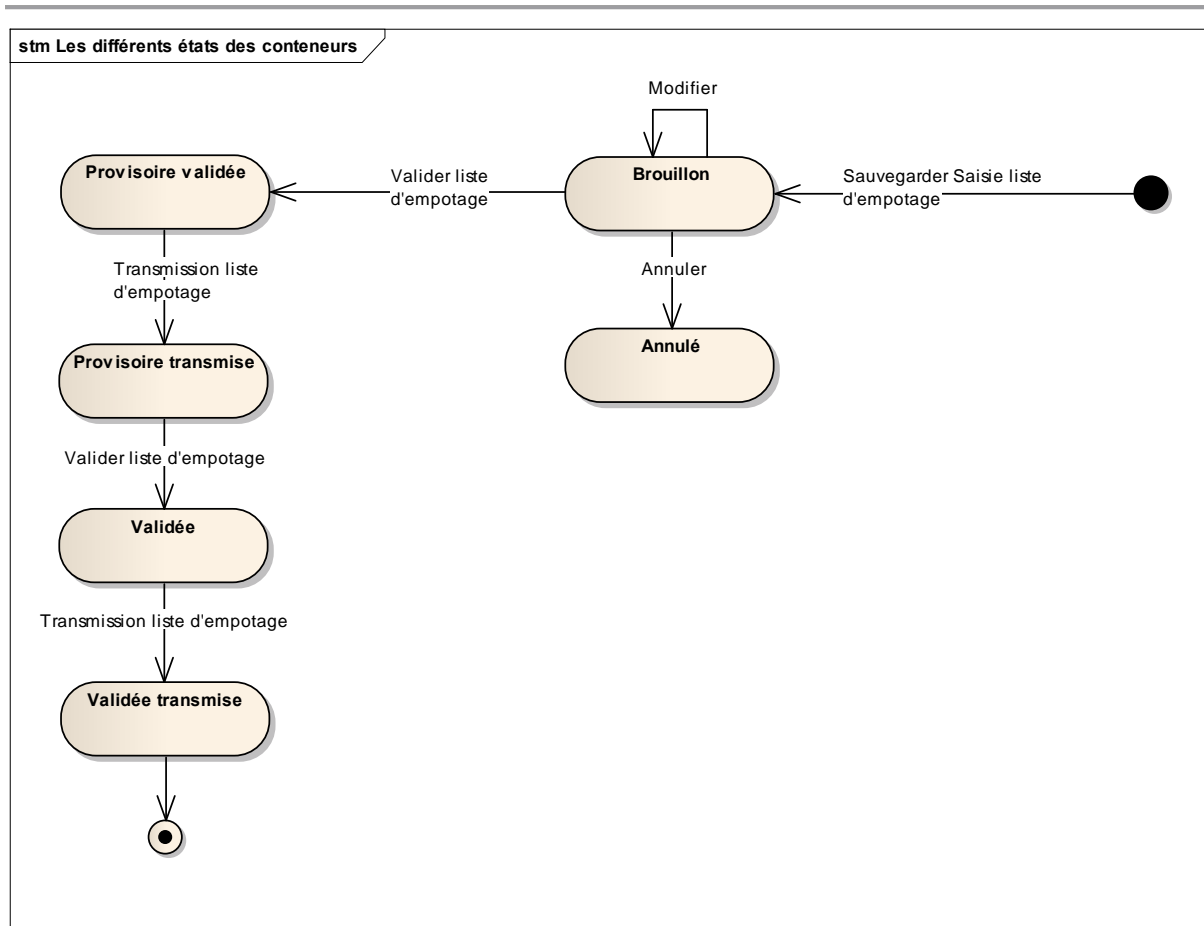 stm Les différents états des conteneurs
Modifier
Provisoire validée
Valider liste
d'empotage
Brouillon
Sauvegarder Saisie liste
d'empotage
Transmission liste
d'empotage
Annuler
Provisoire transmise
Annulé
Valider liste d'empotage
Validée
Transmission liste d'empotage
Validée transmise